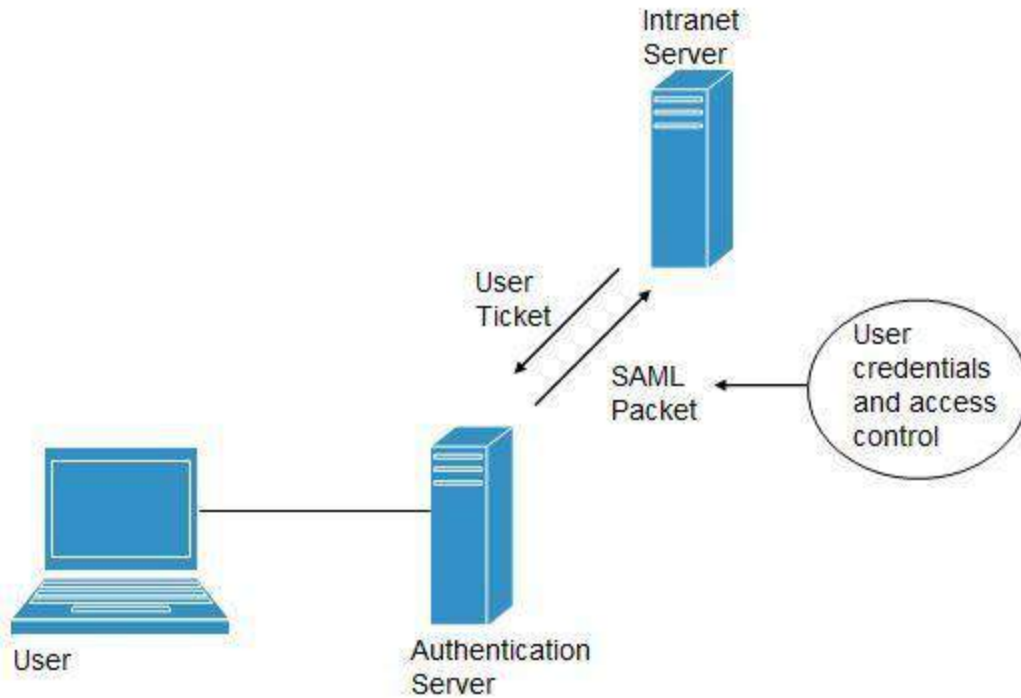 Intranet
Server
User
Ticket
SAML
Packet
User
credentials
and access
control
User
Authentication
Server